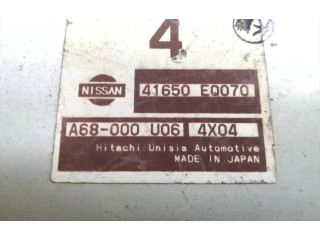 4
NISSAN 41650 EQ070
A68-000 U06 4X04
Hitachi Unisia Automotive
MADE IN JAPAN